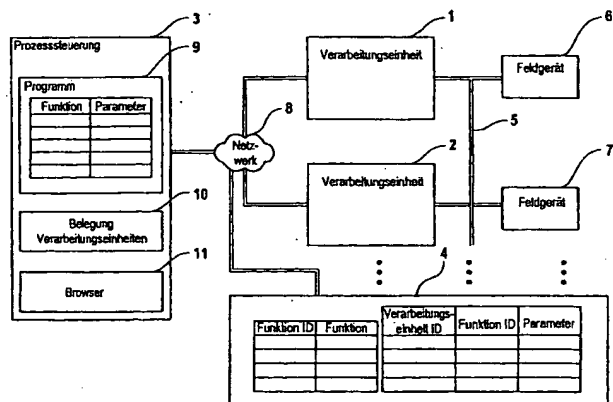 3
Prozesssteuerung
9
Programm
Funktion Parameter
10
Belegung
Verarbeitungseinheiten
11
Browser
8
Netz-
werk
1
Verarbeitungseinheit
2
Verarbeitungseinheit
6
Feldgerät
5
7
Feldgerät
4
Funktion ID Funktion
Verarbeitungs-
einheit ID Funktion ID Parameter